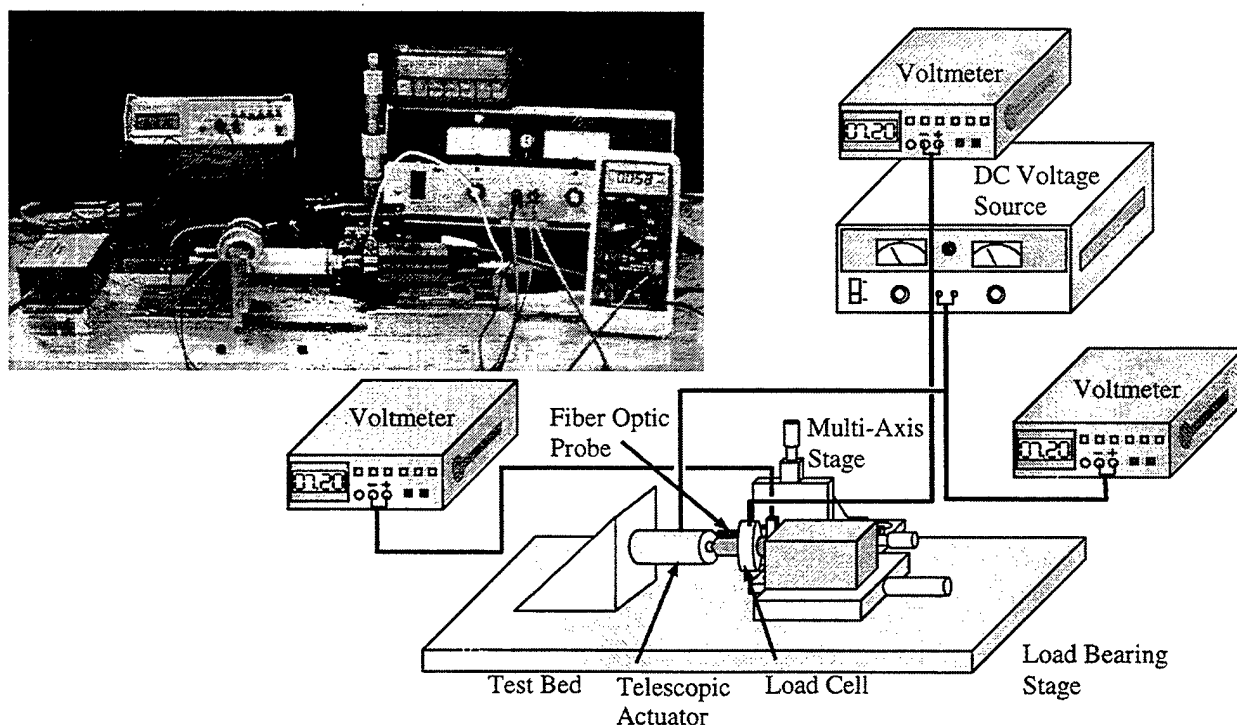 Voltmeter
07.20
DC Voltage
Source
Voltmeter
07.20
Voltmeter
07.20
Fiber Optic
Probe
Multi-Axis
Stage
Test Bed
Telescopic
Actuator
Load Cell
Load Bearing
Stage